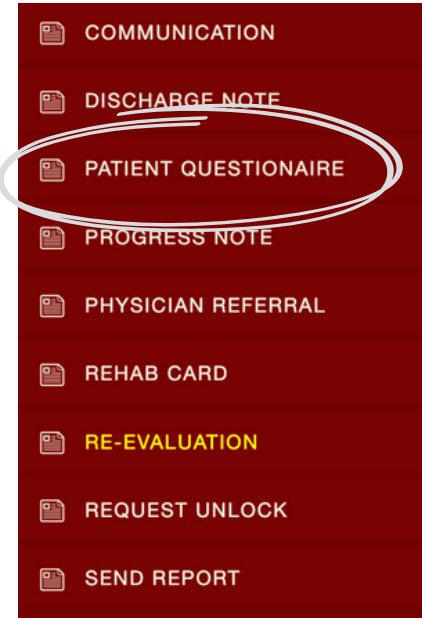 COMMUNICATION
DISCHARGE NOTE
PATIENT QUESTIONAIRE
PROGRESS NOTE
PHYSICIAN REFERRAL
REHAB CARD
RE-EVALUATION
REQUEST UNLOCK
SEND REPORT